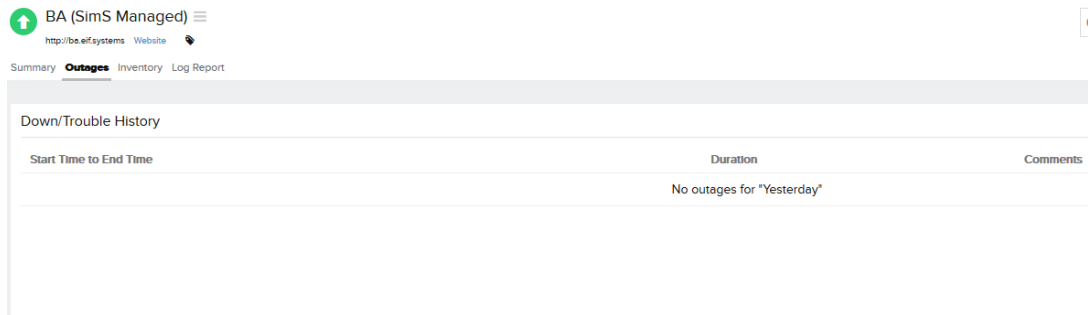 BA (SimS Managed)
http://ba.eif.systems Website
Summary Outages Inventory Log Report
Down/Trouble History
Start Time to End Time Duration Comments
No outages for "Yesterday"